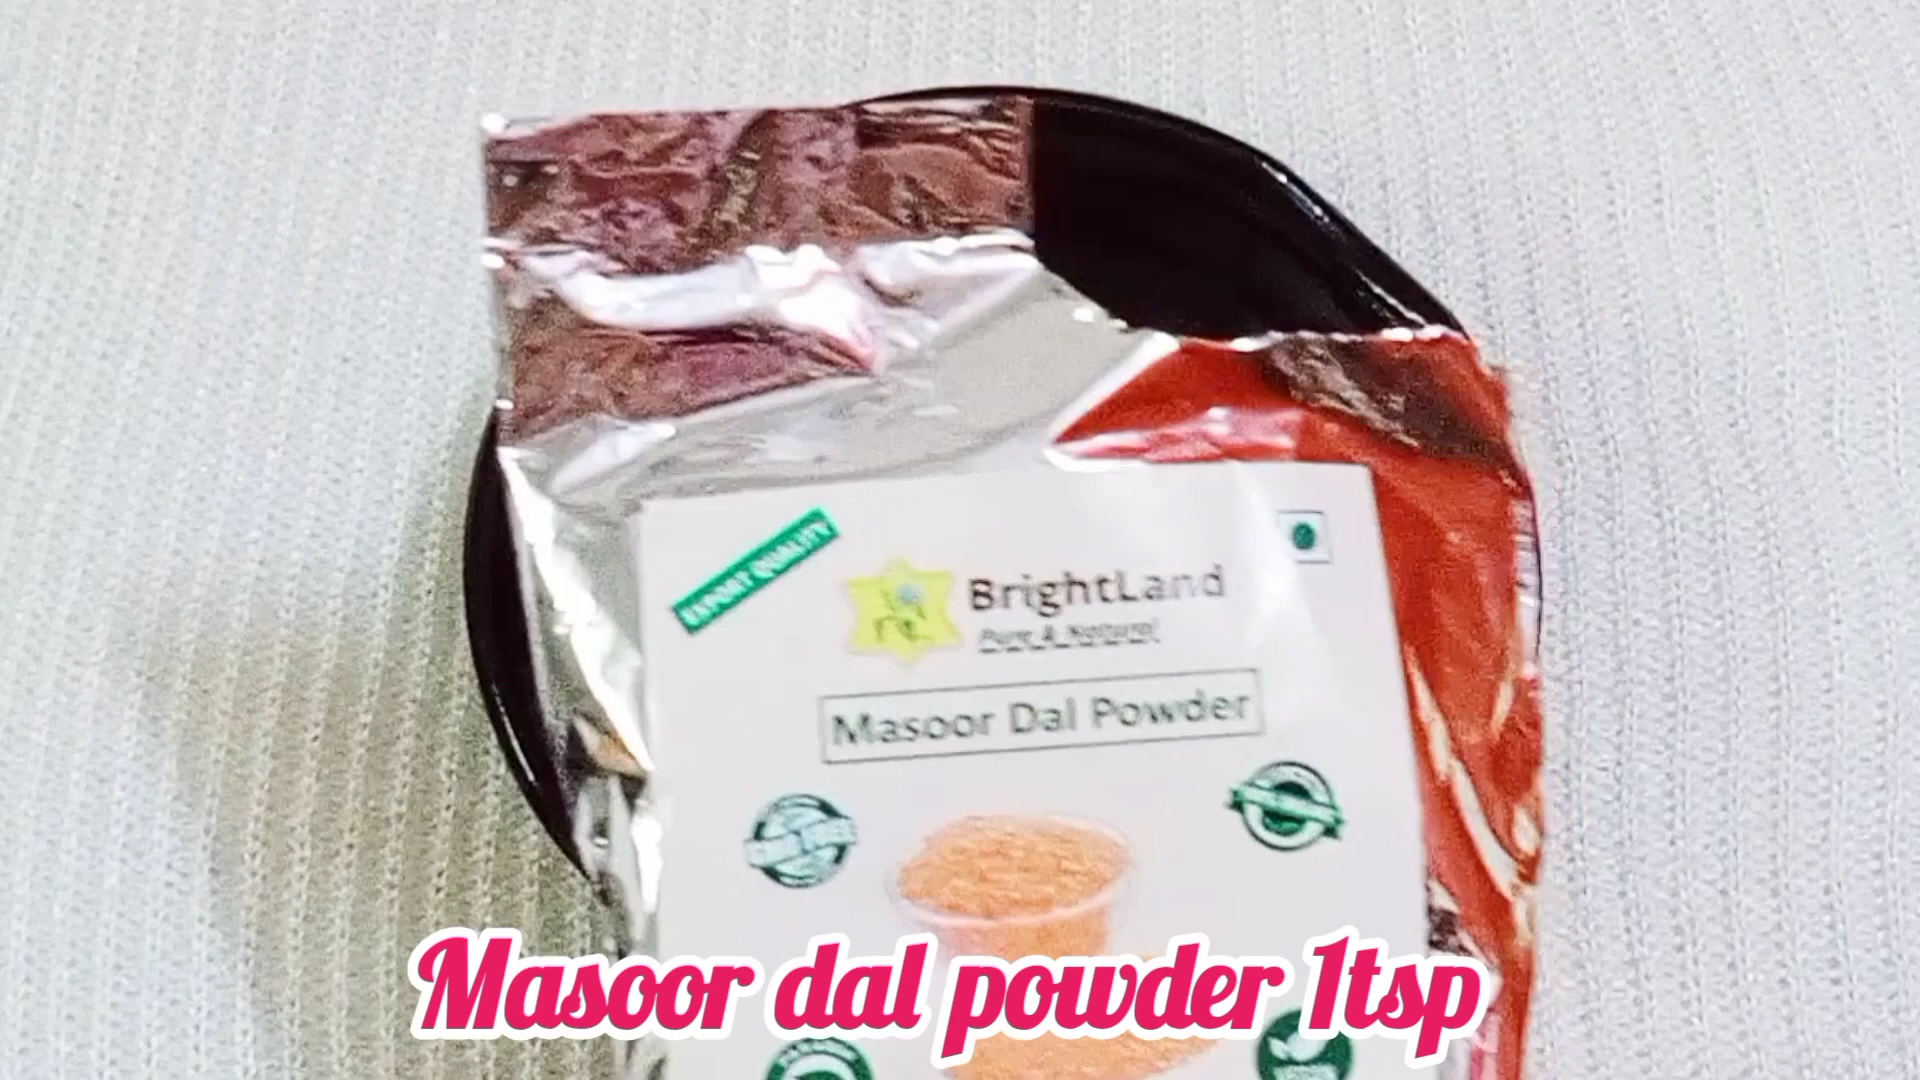 EXPORT QUALITY
BrightLand
Pure & Natural
Masoor Dal Powder
Masoor dal powder 1tsp